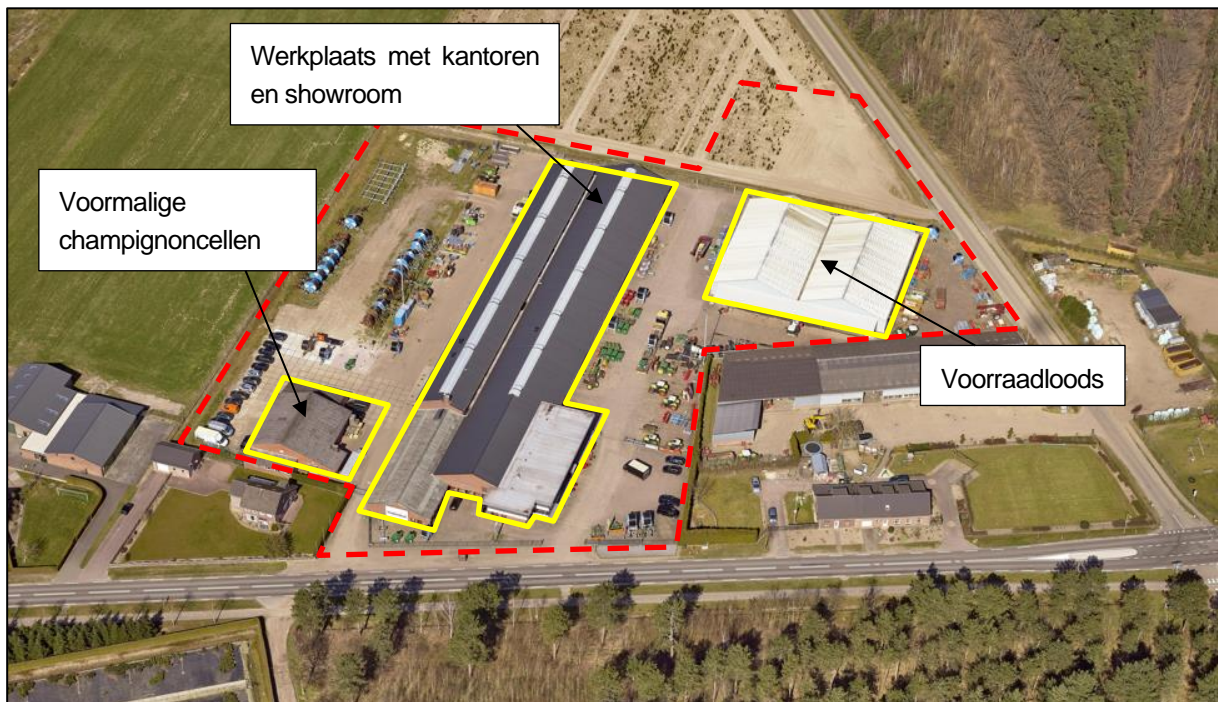 Werkplaats met kantoren
en showroom
Voormalige
champignoncellen
Voorraadloods